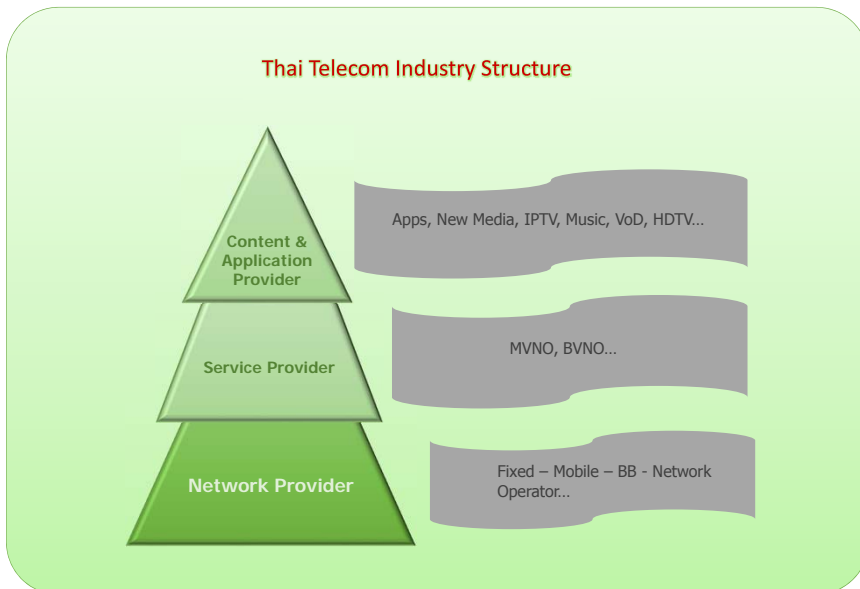 Thai Telecom Industry Structure
Content &
Application
Provider
Apps, New Media, IPTV, Music, VoD, HDTV…
Service Provider
MVNO, BVNO…
Network Provider
Fixed – Mobile – BB - Network
Operator…